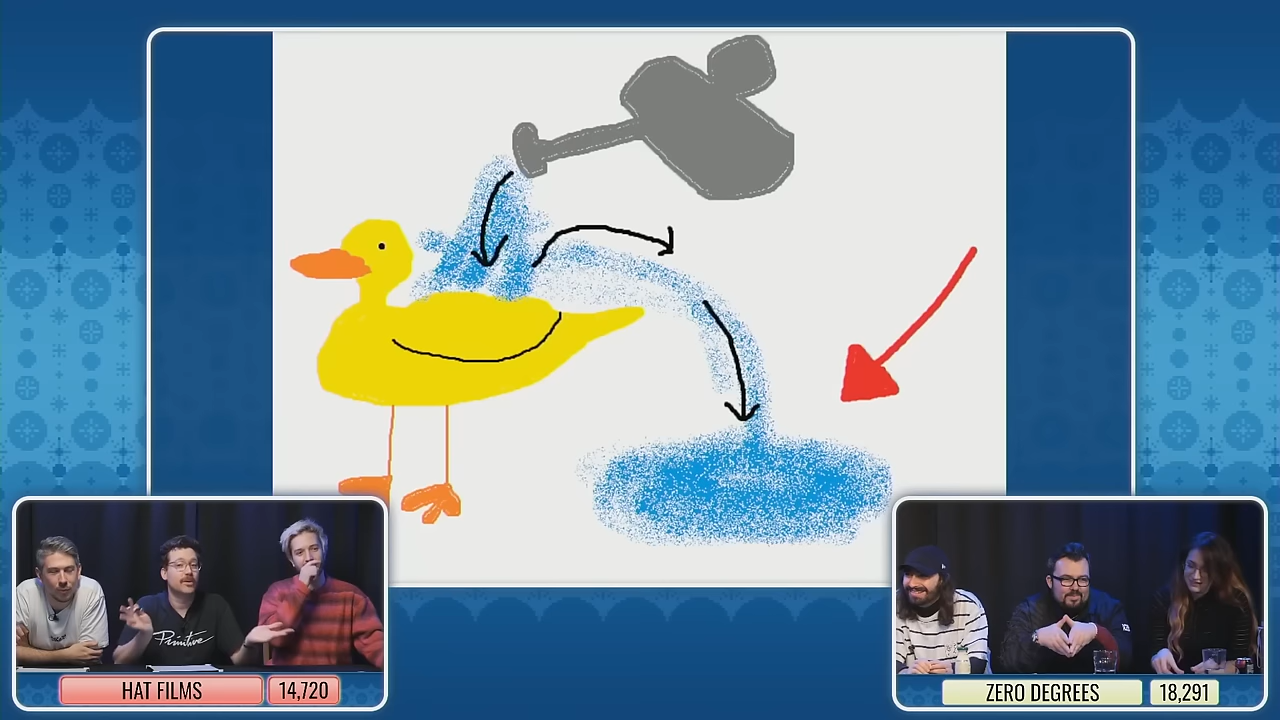 Primitive
HAT FILMS
14,720
ZERO DEGREES
18,291